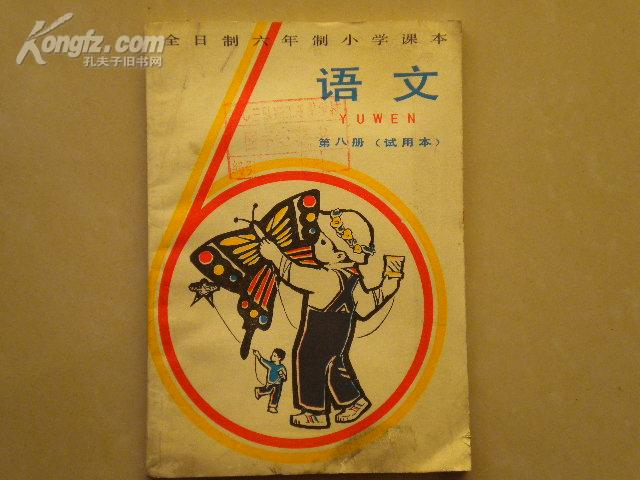 Kongfz.com
孔夫子旧书网
全日制六年制小学课本
语文
YUWEN
第八册（试用本）